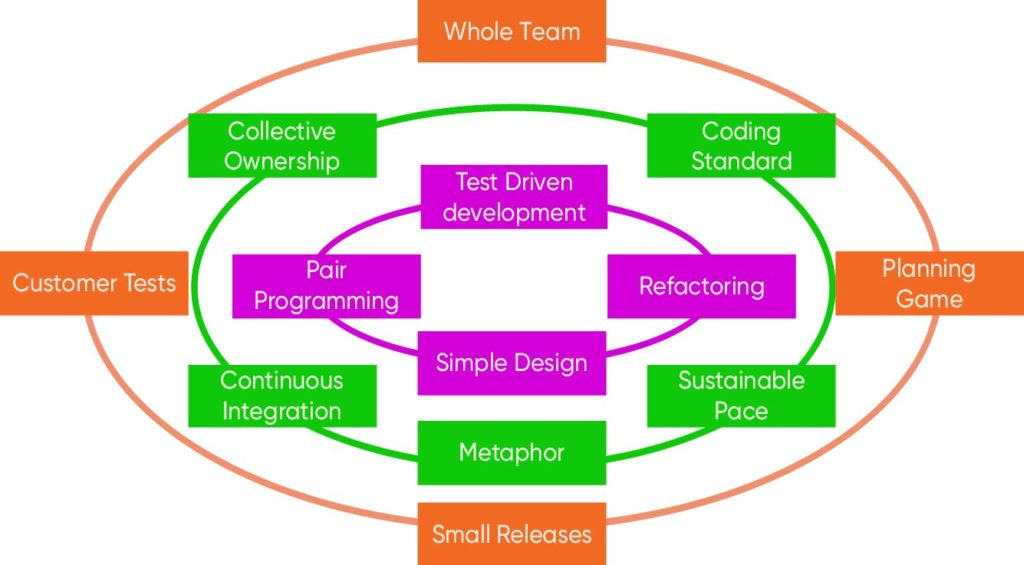 Whole Team
Collective
Ownership
Coding
Standard
Test Driven
development
Customer Tests
Pair
Programming
Refactoring
Planning
Game
Simple Design
Continuous
Integration
Sustainable
Pace
Metaphor
Small Releases